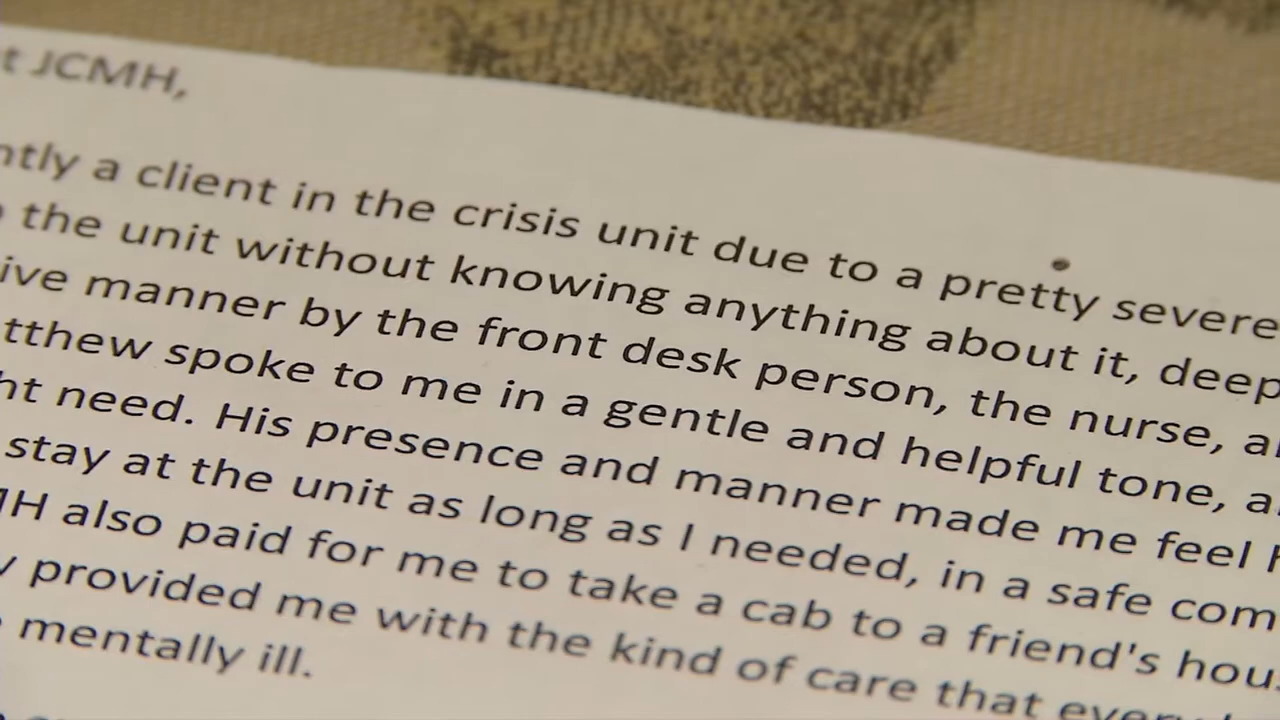 t JCMH,
ntly a client in the crisis unit due to a pretty severe
the unit without knowing anything about it, deep
ive manner by the front desk person, the nurse, a
tthew spoke to me in a gentle and helpful tone, a
ht need. His presence and manner made me feel
stay at the unit as long as I needed, in a safe com
MH also paid for me to take a cab to a friend's hou
y provided me with the kind of care that every
mentally ill.